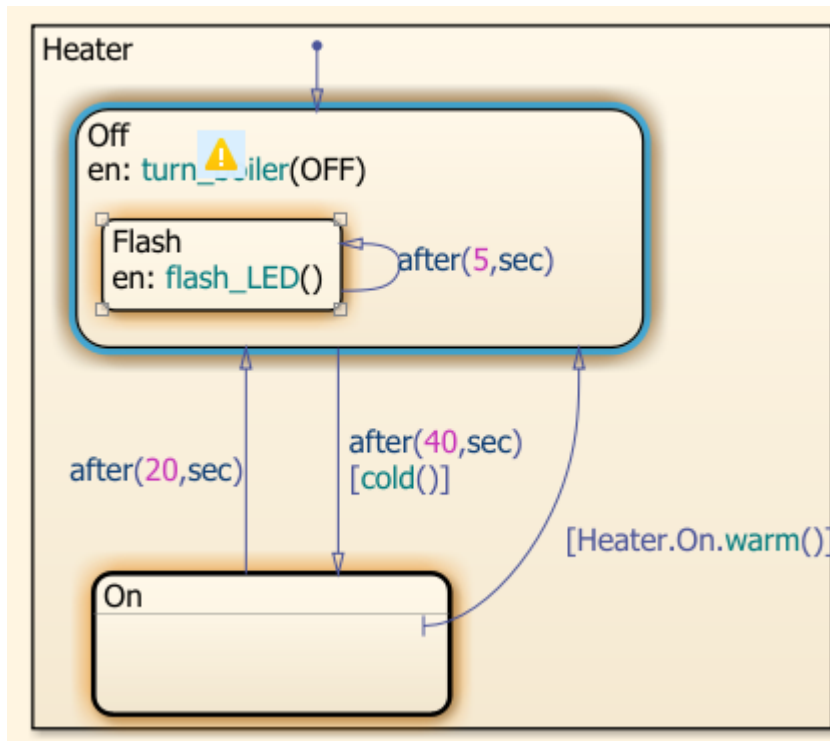 Heater
Off
en: (OFF)
Flash
en: flash_LED()
after(5,sec)
after(20,sec)
after(40,sec)
[cold()]
[Heater.On.warm()]
On